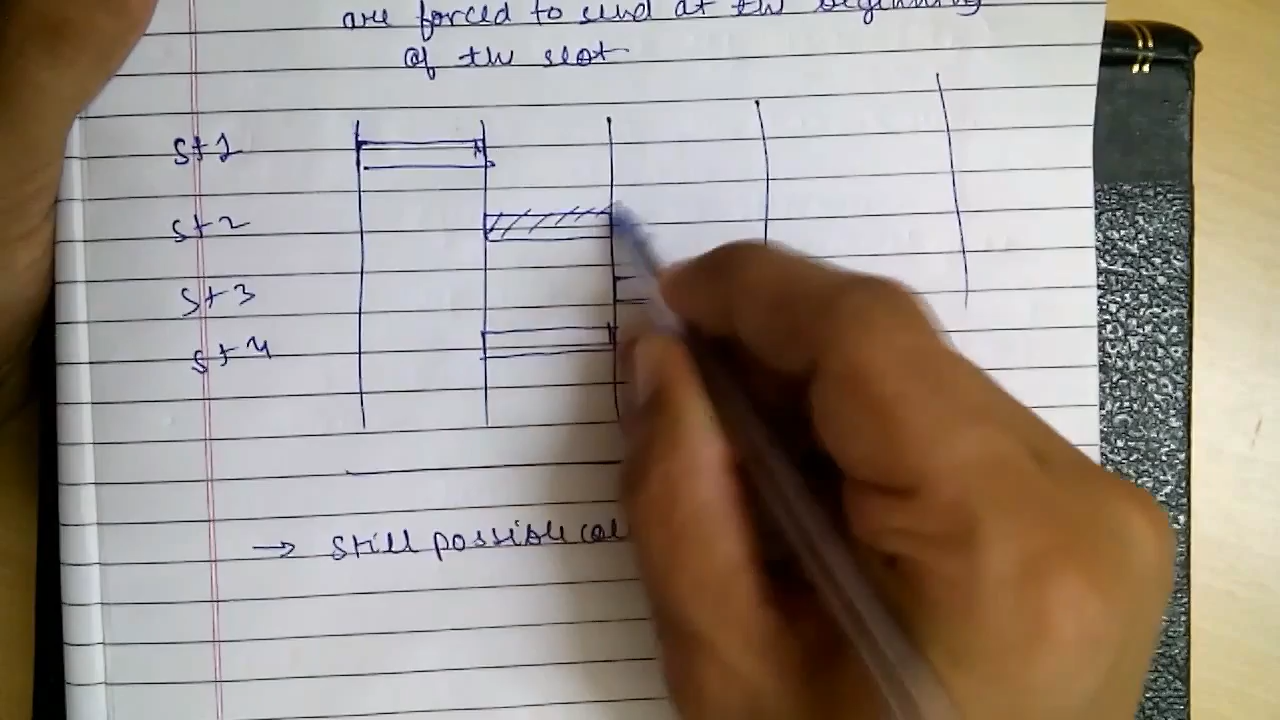 are forced to send at the beginning
of the slot
St 1
St 2
St 3
St 4
→ still possible col